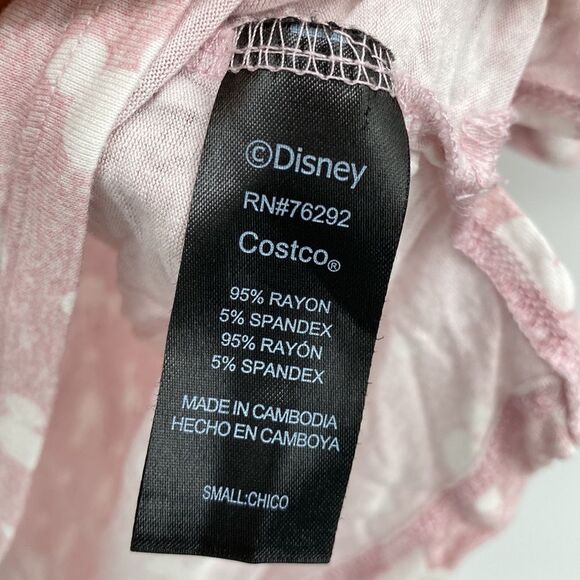 ©Disney
RN#76292
Costco®
95% RAYON
5% SPANDEX
95% RAYÓN
5% SPANDEX
MADE IN CAMBODIA
HECHO EN CAMBOYA
SMALL:CHICO